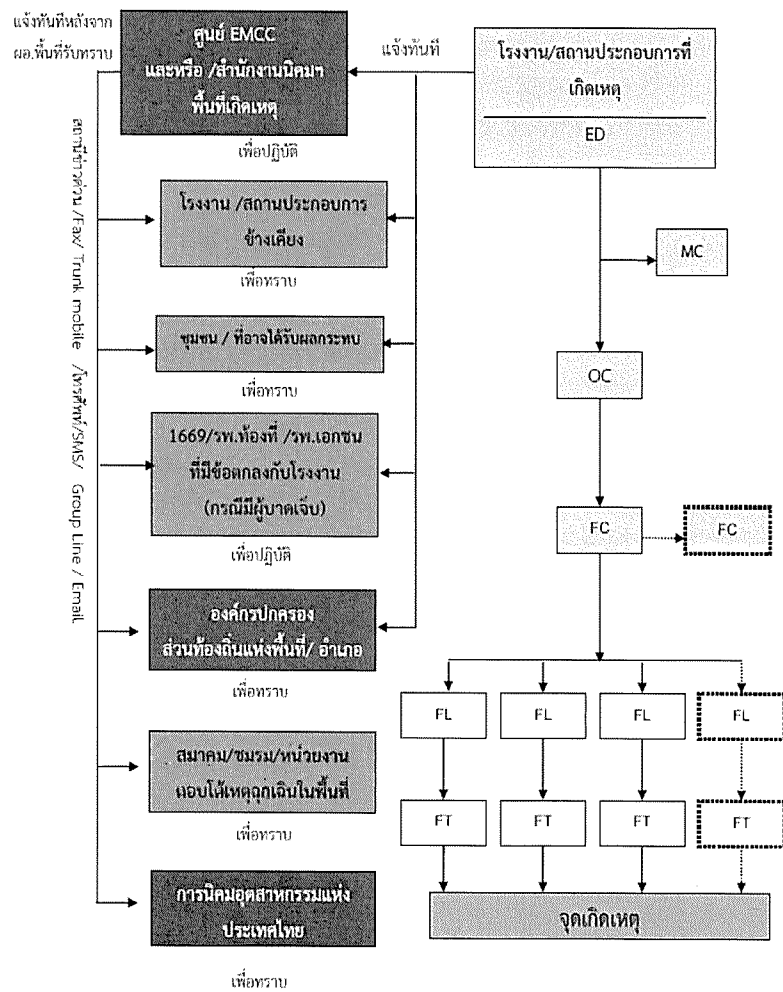 แจ้งทันทีหลังจาก
ผอ.พื้นที่รับทราบ
ศูนย์ EMCC
และหรือ /สำนักงานนิคมฯ
พื้นที่เกิดเหตุ
เพื่อปฏิบัติ
แจ้งทันที
โรงงาน/สถานประกอบการที่
เกิดเหตุ
ED
สถานีข่าวด่วน /Fax/ Trunk mobile /โทรศัพท์/SMS/ Group Line / Email
โรงงาน /สถานประกอบการ
ข้างเคียง
เพื่อทราบ
MC
ชุมชน / ที่อาจได้รับผลกระทบ
เพื่อทราบ
OC
1669/รพ.ท้องที่ /รพ.เอกชน
ที่มีข้อตกลงกับโรงงาน
(กรณีมีผู้บาดเจ็บ)
เพื่อปฏิบัติ
FC
FC
องค์กรปกครอง
ส่วนท้องถิ่นแห่งพื้นที่/ อำเภอ
เพื่อทราบ
FL
FL
FL
FL
สมาคม/ชมรม/หน่วยงาน
ตอบโต้เหตุฉุกเฉินในพื้นที่
เพื่อทราบ
FT
FT
FT
FT
การนิคมอุตสาหกรรมแห่ง
ประเทศไทย
เพื่อทราบ
จุดเกิดเหตุ